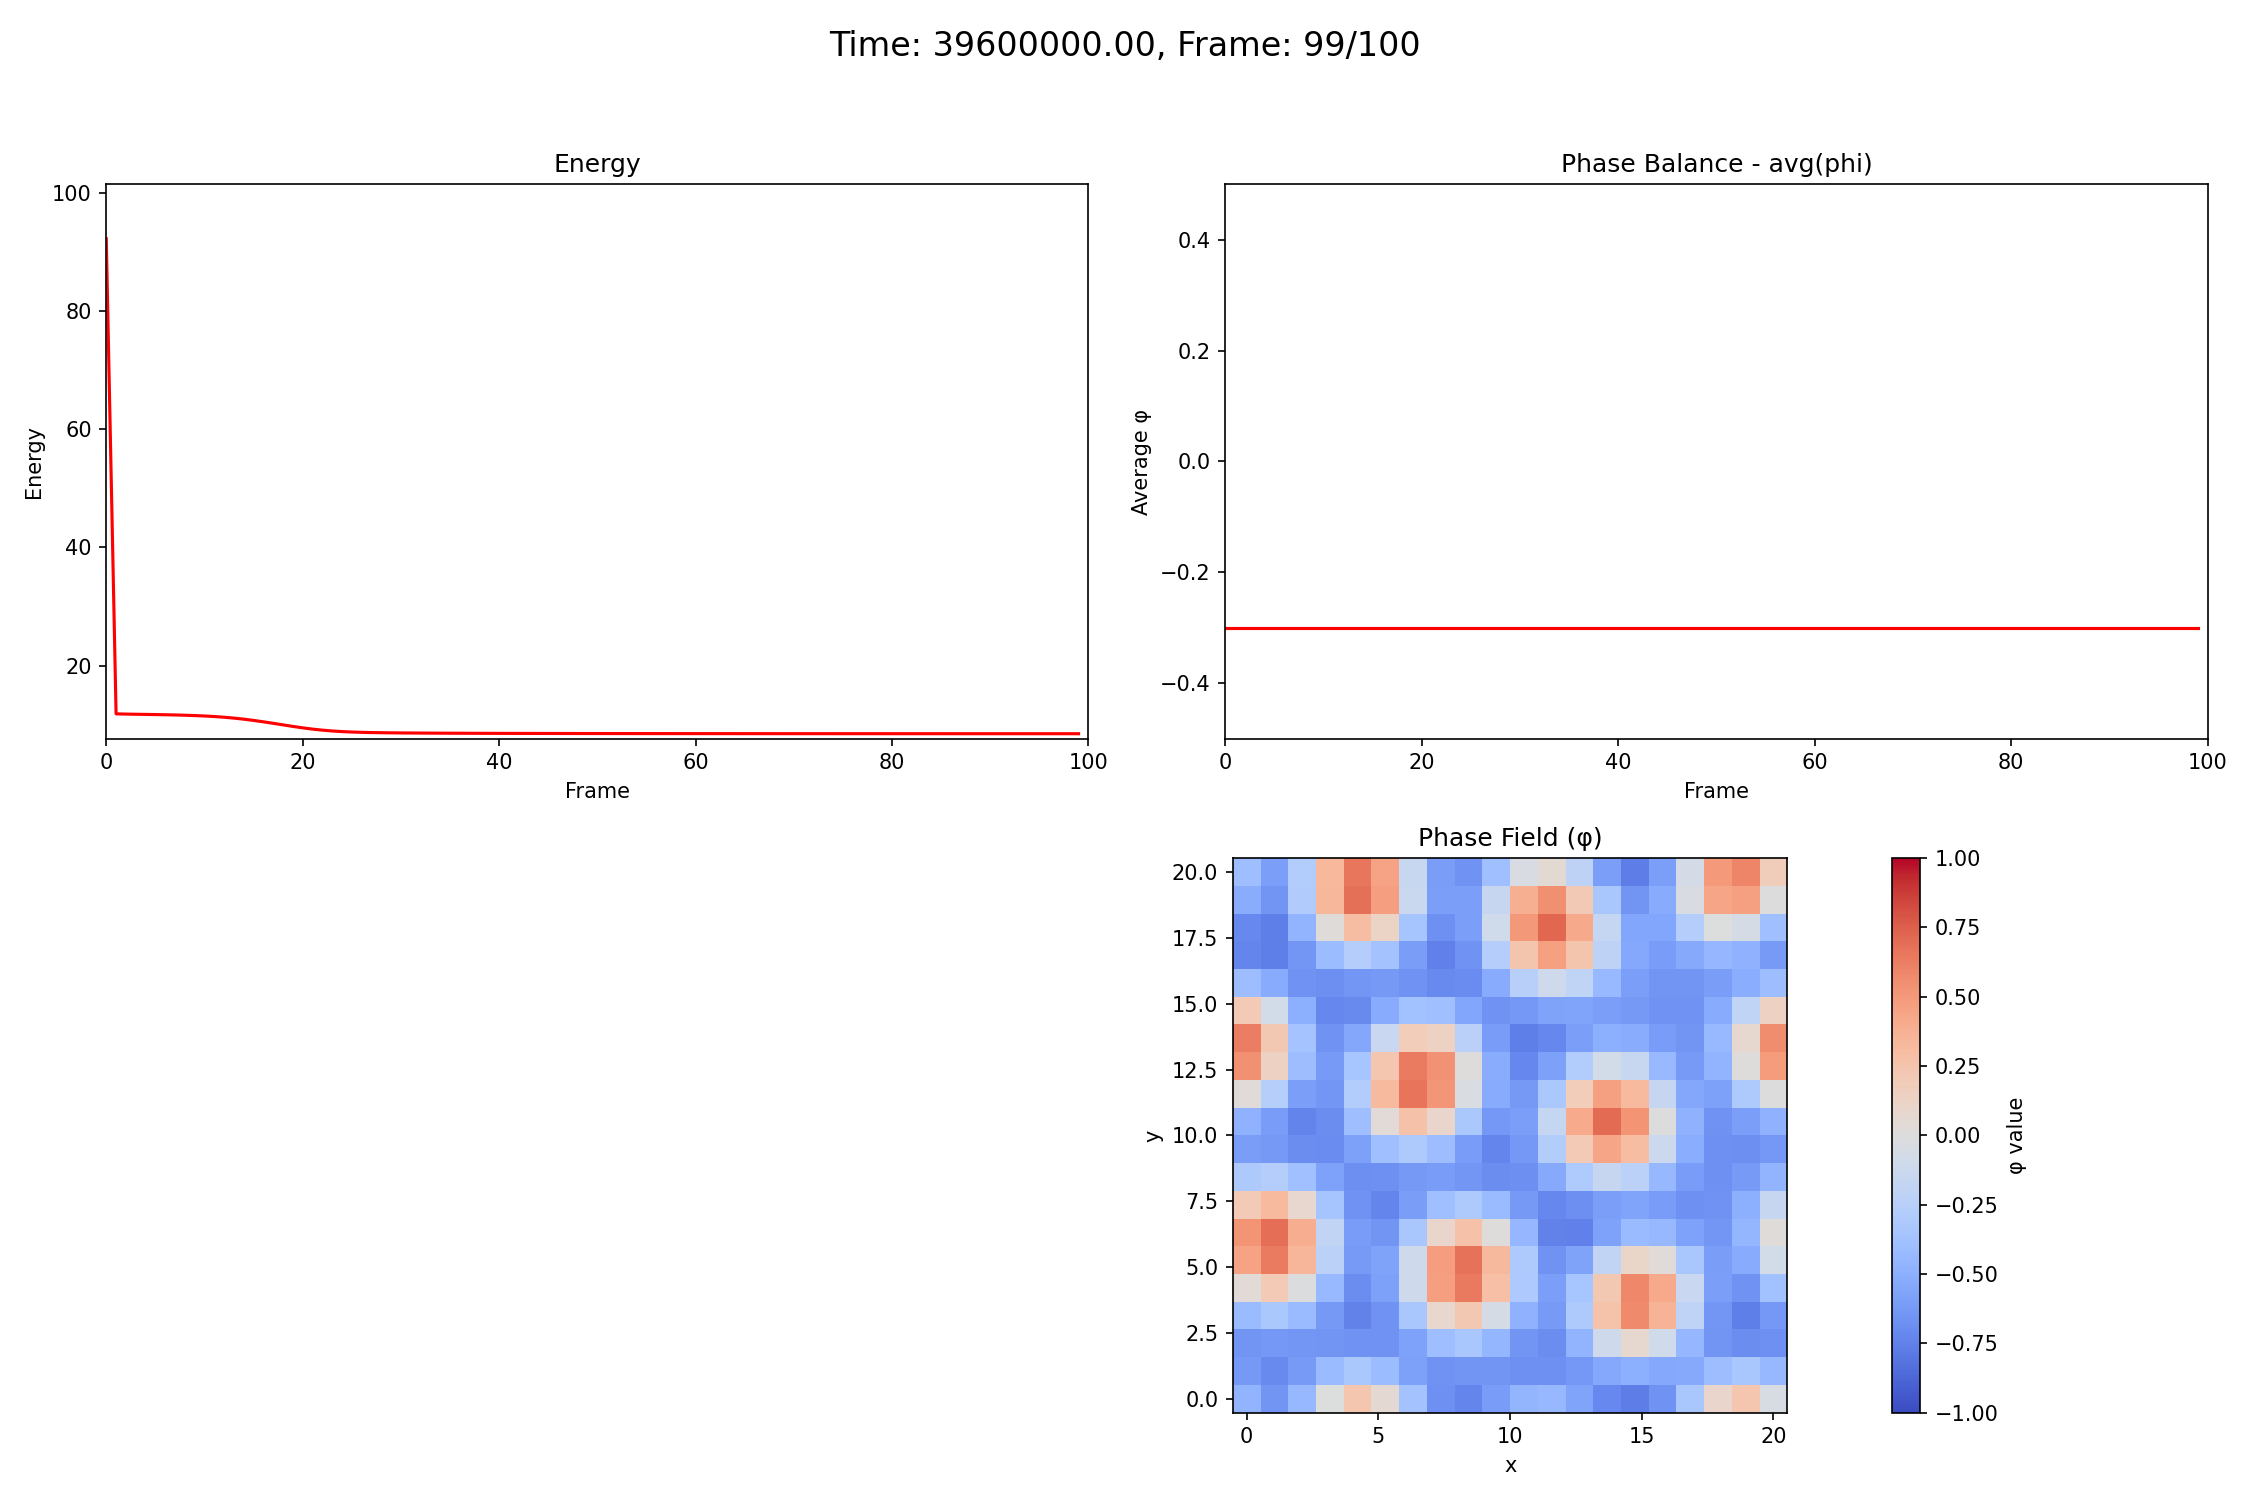 Time: 39600000.00, Frame: 99/100
Energy
100
80
60
40
20
Energy
0 20 40 60 80 100
Frame
Phase Balance - avg(phi)
0.4
0.2
0.0
−0.2
−0.4
Average φ
0 20 40 60 80 100
Frame
Phase Field (φ)
20.0
17.5
15.0
12.5
10.0
7.5
5.0
2.5
0.0
y
0 5 10 15 20
x
1.00
0.75
0.50
0.25
0.00
−0.25
−0.50
−0.75
−1.00
φ value